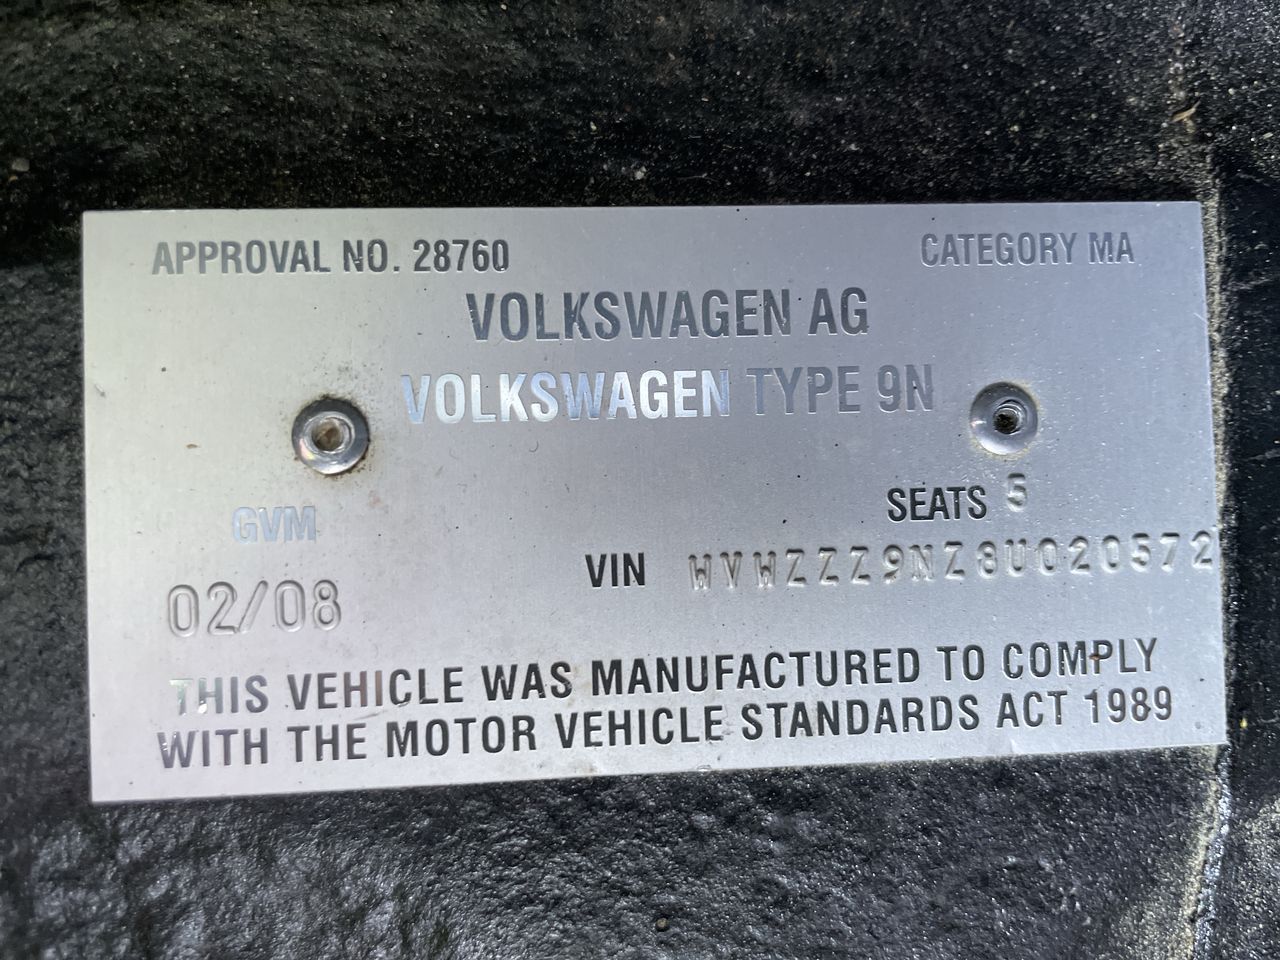 APPROVAL NO. 28760 CATEGORY MA
VOLKSWAGEN AG
VOLKSWAGEN TYPE 9N
SEATS 5
GVM
VIN WVWZZZ9NZ8U020572
02/08
THIS VEHICLE WAS MANUFACTURED TO COMPLY
WITH THE MOTOR VEHICLE STANDARDS ACT 1989